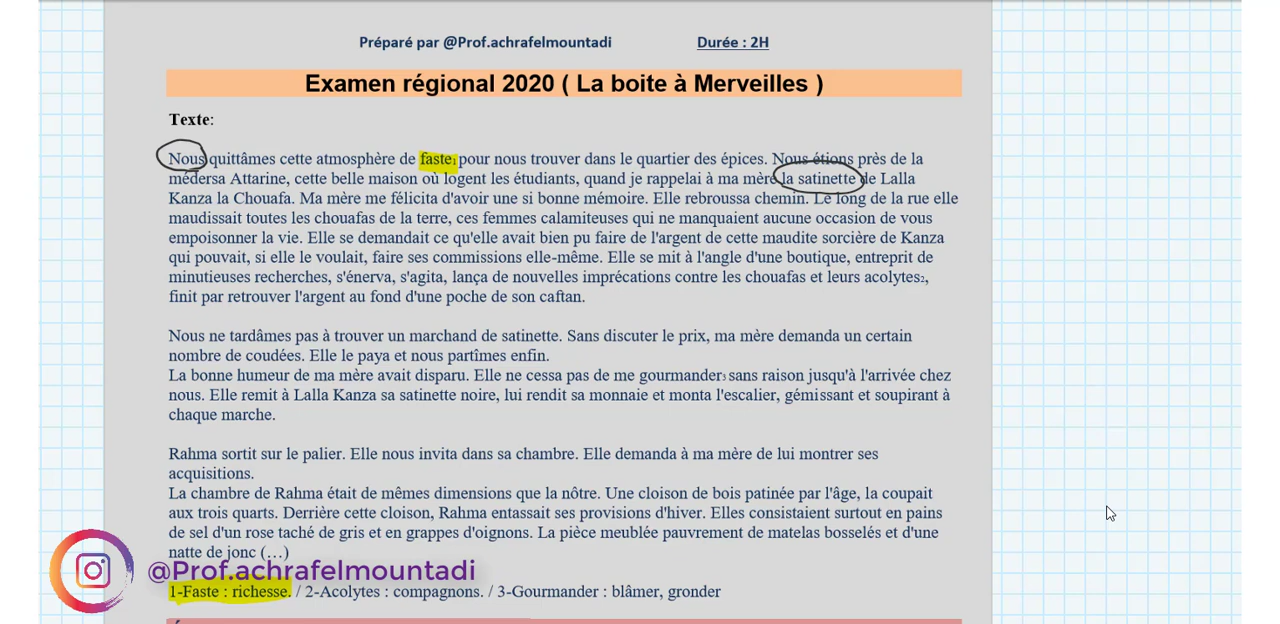 Préparé par @Prof.achrafelmountadi Durée : 2H
Examen régional 2020 ( La boite à Merveilles )
Texte:
Nous quittâmes cette atmosphère de faste1 pour nous trouver dans le quartier des épices. Nous étions près de la
médersa Attarine, cette belle maison où logent les étudiants, quand je rappelai à ma mère la satinette de Lalla
Kanza la Chouafa. Ma mère me félicita d'avoir une si bonne mémoire. Elle rebroussa chemin. Le long de la rue elle
maudissait toutes les chouafas de la terre, ces femmes calamiteuses qui ne manquaient aucune occasion de vous
empoisonner la vie. Elle se demandait ce qu'elle avait bien pu faire de l'argent de cette maudite sorcière de Kanza
qui pouvait, si elle le voulait, faire ses commissions elle-même. Elle se mit à l'angle d'une boutique, entreprit de
minutieuses recherches, s'énerva, s'agita, lança de nouvelles imprécations contre les chouafas et leurs acolytes2,
finit par retrouver l'argent au fond d'une poche de son caftan.
Nous ne tardâmes pas à trouver un marchand de satinette. Sans discuter le prix, ma mère demanda un certain
nombre de coudées. Elle le paya et nous partîmes enfin.
La bonne humeur de ma mère avait disparu. Elle ne cessa pas de me gourmander3 sans raison jusqu'à l'arrivée chez
nous. Elle remit à Lalla Kanza sa satinette noire, lui rendit sa monnaie et monta l'escalier, gémissant et soupirant à
chaque marche.
Rahma sortit sur le palier. Elle nous invita dans sa chambre. Elle demanda à ma mère de lui montrer ses
acquisitions.
La chambre de Rahma était de mêmes dimensions que la nôtre. Une cloison de bois patinée par l'âge, la coupait
aux trois quarts. Derrière cette cloison, Rahma entassait ses provisions d'hiver. Elles consistaient surtout en pains
de sel d'un rose taché de gris et en grappes d'oignons. La pièce meublée pauvrement de matelas bosselés et d'une
natte de jonc (…)
@Prof.achrafelmountadi
1-Faste : richesse. / 2-Acolytes : compagnons. / 3-Gourmander : blâmer, gronder